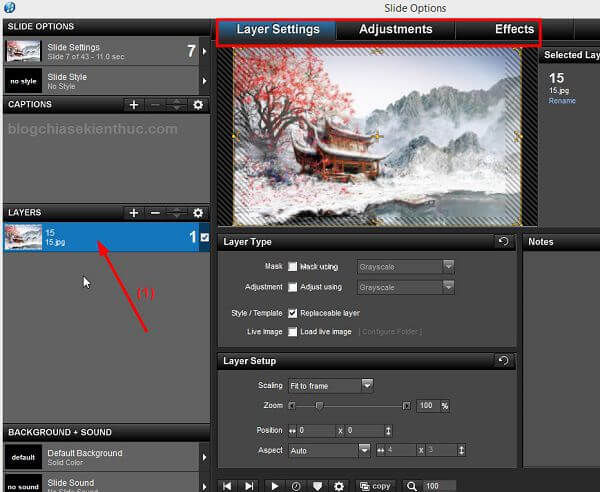 Slide Options
SLIDE OPTIONS
Slide Settings
Slide 7 of 43 - 11.0 sec
7
Slide Style
No Style
no style
CAPTIONS
blogchiasekienthuc.com
LAYERS
15
15.jpg
1
(1)
BACKGROUND + SOUND
default
Default Background
Solid Color
no sound
Slide Sound
No Slide Sound
Layer Settings
Adjustments
Effects
Selected Lay
15
15.jpg
Rename
Layer Type
Mask Mask using Grayscale
Adjustment Adjust using Grayscale
Style / Template Replaceable layer
Live Image Load live image [ Configure Folder ]
Layer Setup
Scaling Fit to frame
Zoom 100 %
Position 0 x 0
Aspect Auto 4 x 3
copy 100
Notes